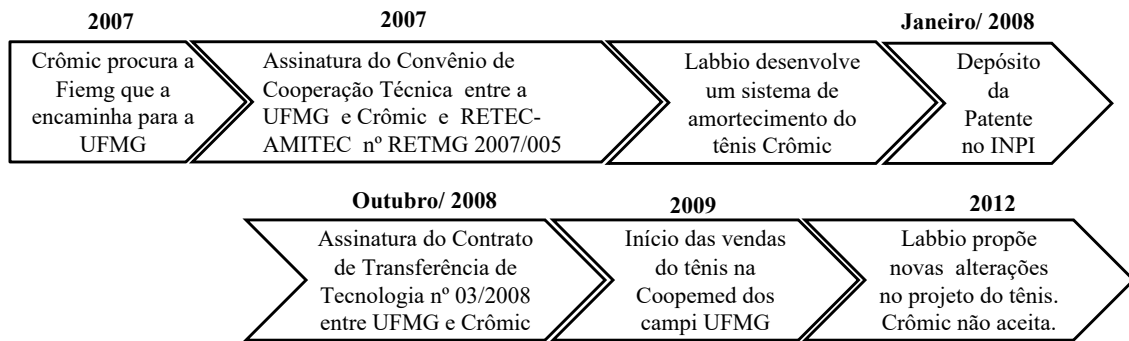 2007
Crômic procura a
Fiemg que a
encaminha para a
UFMG
2007
Assinatura do Convênio de
Cooperação Técnica entre a
UFMG e Crômic e RETEC-
AMITEC nº RETMG 2007/005
Labbio desenvolve
um sistema de
amortecimento do
tênis Crômic
Janeiro/ 2008
Depósito
da
Patente
no INPI
Outubro/ 2008
Assinatura do Contrato
de Transferência de
Tecnologia nº 03/2008
entre UFMG e Crômic
2009
Início das vendas
do tênis na
Coopemed dos
campi UFMG
2012
Labbio propõe
novas alterações
no projeto do tênis.
Crômic não aceita.